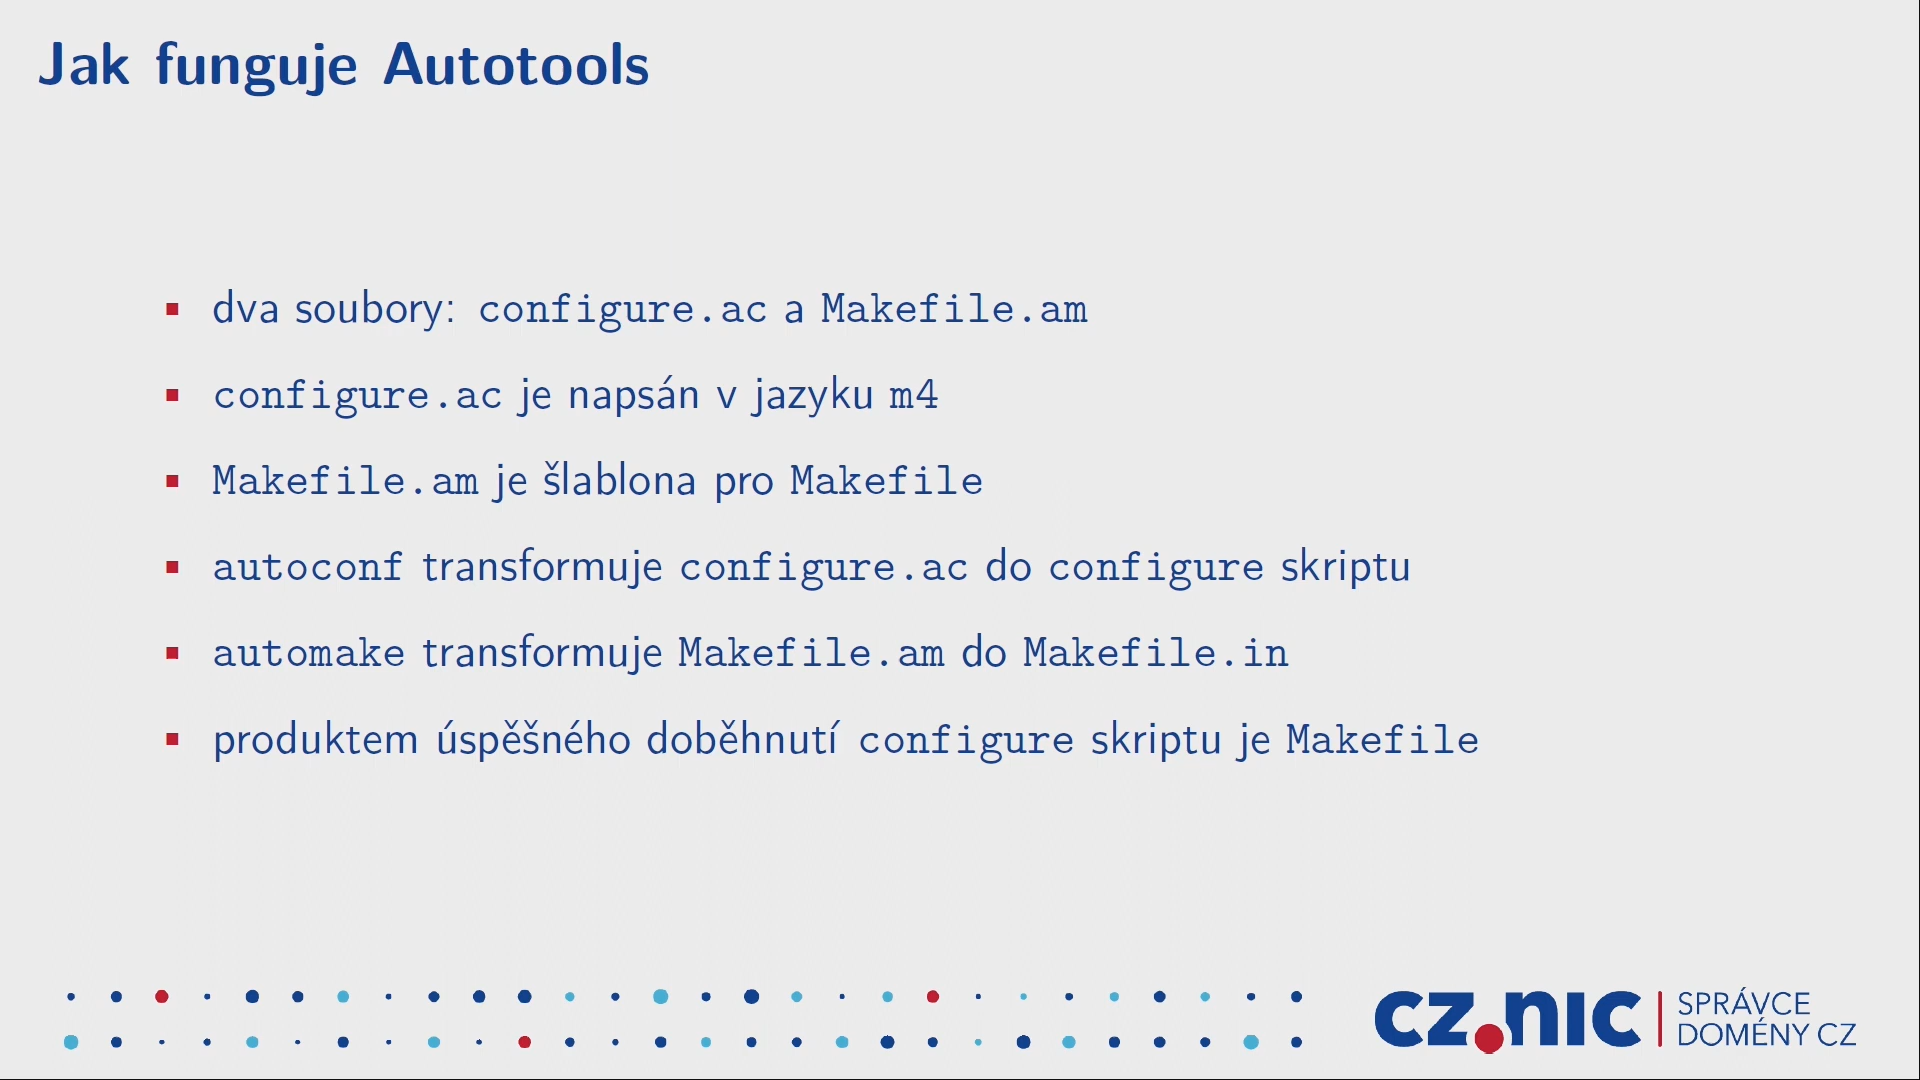 Jak funguje Autotools
dva soubory: configure.ac a Makefile.am
configure.ac je napsán v jazyku m4
Makefile.am je šlablona pro Makefile
autoconf transformuje configure.ac do configure skriptu
automake transformuje Makefile.am do Makefile.in
produktem úspěšného doběhnutí configure skriptu je Makefile
cz.nic
SPRÁVCE
DOMÉNY CZ